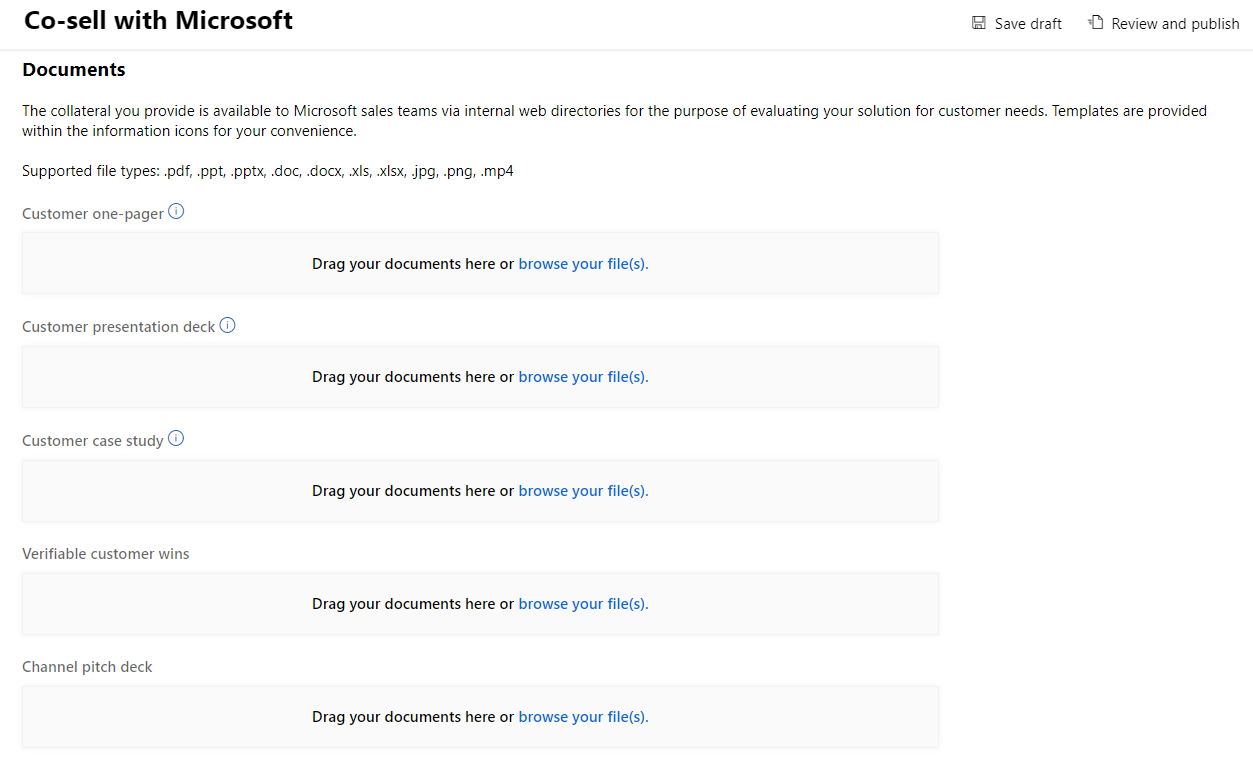 Co-sell with Microsoft
Save draft
Review and publish
Documents
The collateral you provide is available to Microsoft sales teams via internal web directories for the purpose of evaluating your solution for customer needs. Templates are provided
within the information icons for your convenience.
Supported file types: .pdf, .ppt, .pptx, .doc, .docx, .xls, .xlsx, .jpg, .png, .mp4
Customer one-pager
Drag your documents here or browse your file(s).
Customer presentation deck
Drag your documents here or browse your file(s).
Customer case study
Drag your documents here or browse your file(s).
Verifiable customer wins
Drag your documents here or browse your file(s).
Channel pitch deck
Drag your documents here or browse your file(s).